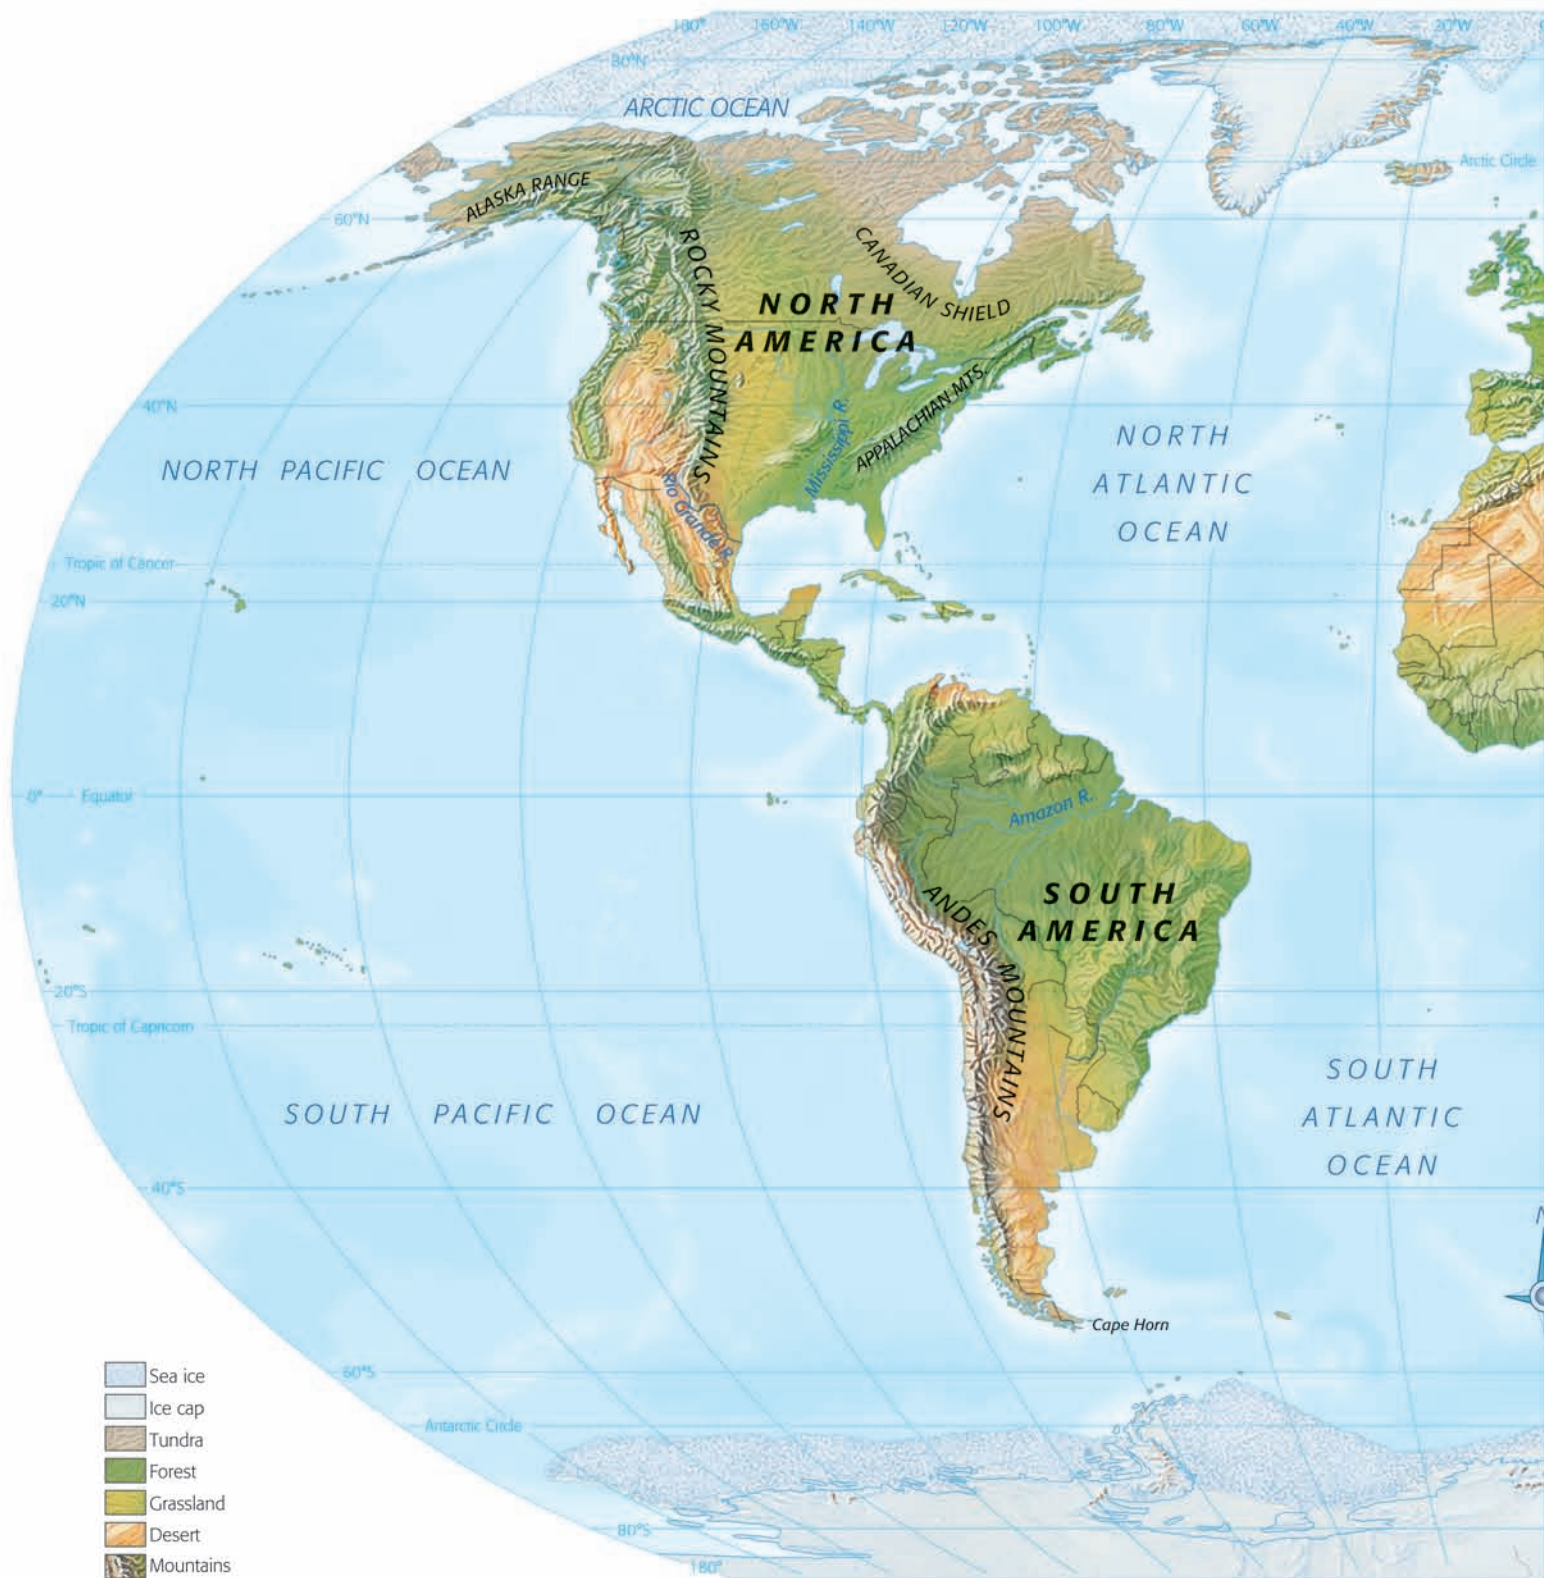 180°
160°W
140°W
120°W
100°W
80°W
60°W
40°W
20°W
80°N
ARCTIC OCEAN
Arctic Circle
ALASKA RANGE
60°N
ROCKY MOUNTAINS
CANADIAN SHIELD
NORTH
AMERICA
APPALACHIAN MTS.
Mississippi R.
40°N
NORTH PACIFIC OCEAN
Rio Grande R.
NORTH
ATLANTIC
OCEAN
Tropic of Cancer
20°N
0°
Equator
Amazon R.
ANDES MOUNTAINS
SOUTH
AMERICA
20°S
Tropic of Capricorn
SOUTH PACIFIC OCEAN
SOUTH
ATLANTIC
OCEAN
40°S
Cape Horn
60°S
Antarctic Circle
80°S
180°
Sea ice
Ice cap
Tundra
Forest
Grassland
Desert
Mountains